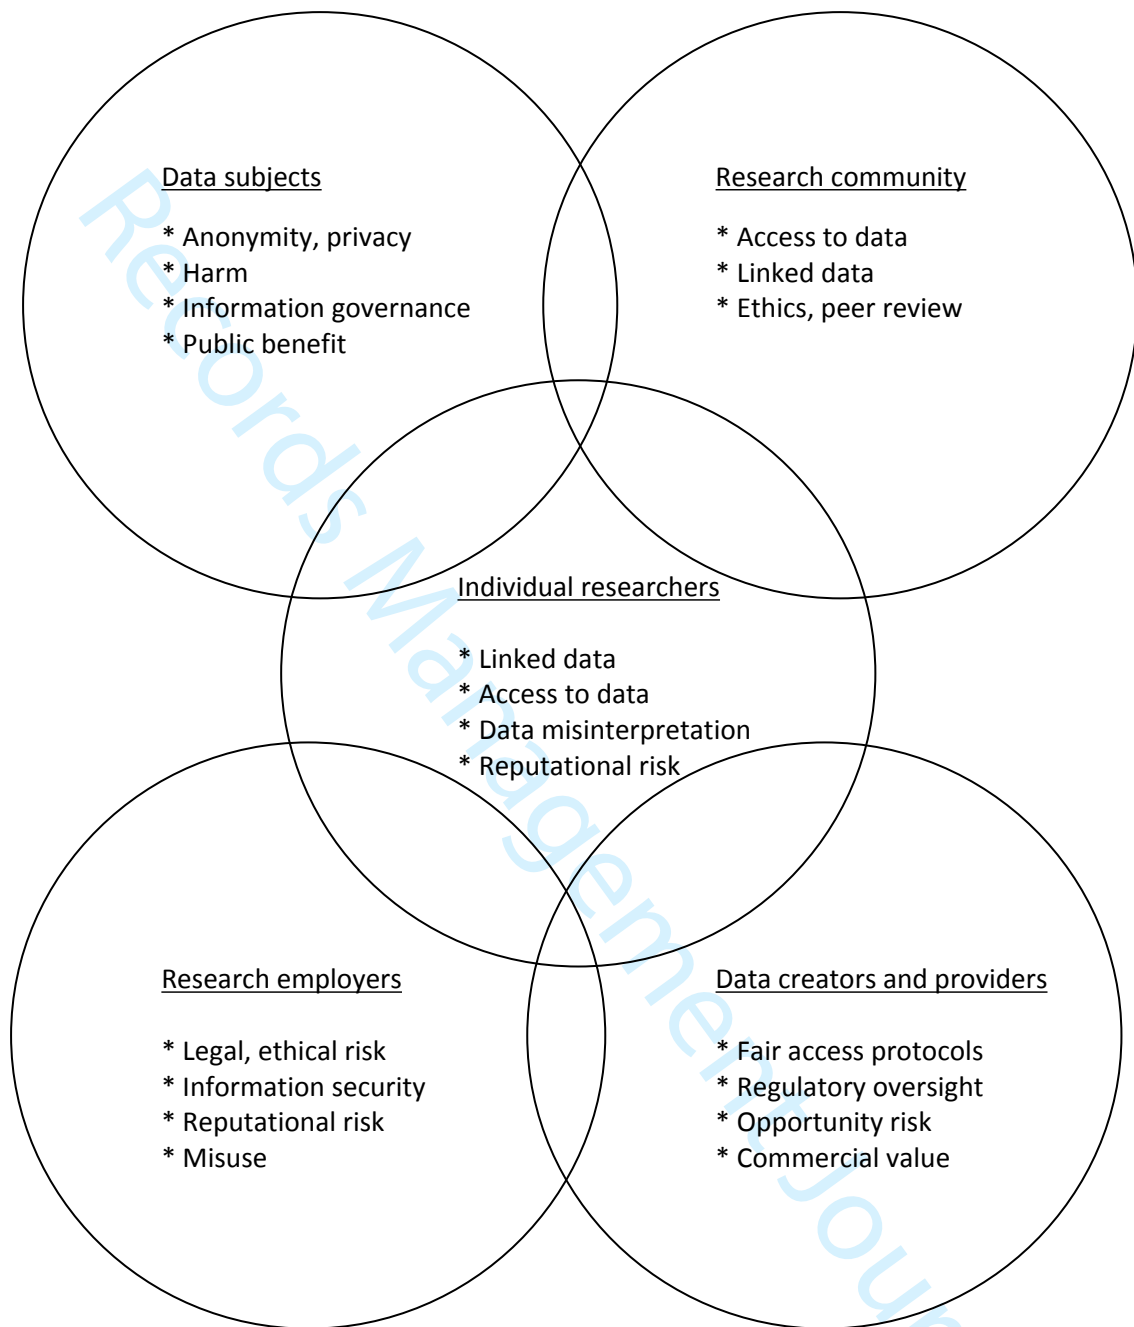 Data subjects
* Anonymity, privacy
* Harm
* Information governance
* Public benefit
Research community
* Access to data
* Linked data
* Ethics, peer review
Individual researchers
* Linked data
* Access to data
* Data misinterpretation
* Reputational risk
Research employers
* Legal, ethical risk
* Information security
* Reputational risk
* Misuse
Data creators and providers
* Fair access protocols
* Regulatory oversight
* Opportunity risk
* Commercial value
Records Management Jour